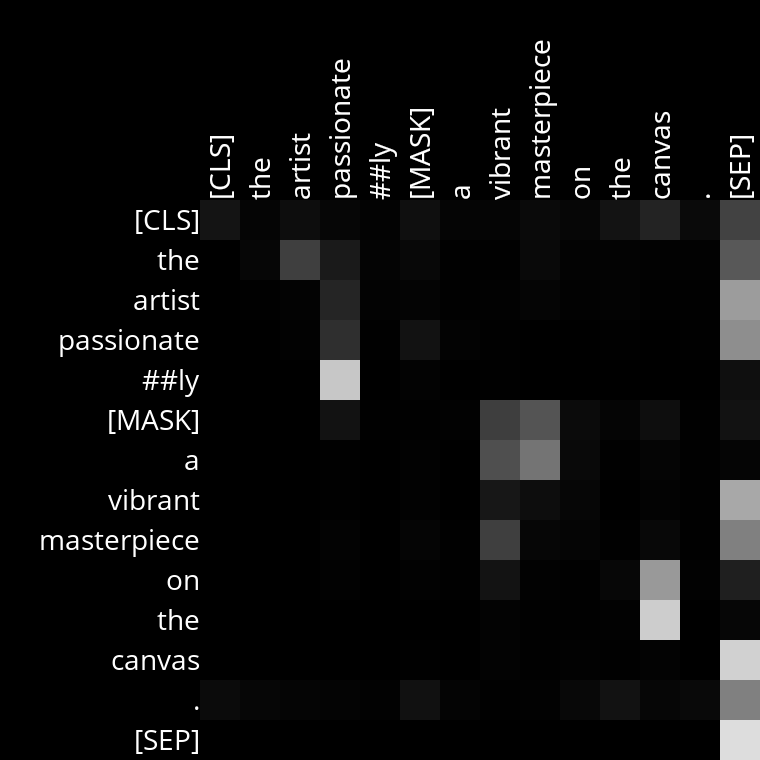 [CLS]
the
artist
passionate
##ly
[MASK]
a
vibrant
masterpiece
on
the
canvas
.
[SEP]
[CLS]
the
artist
passionate
##ly
[MASK]
a
vibrant
masterpiece
on
the
canvas
.
[SEP]